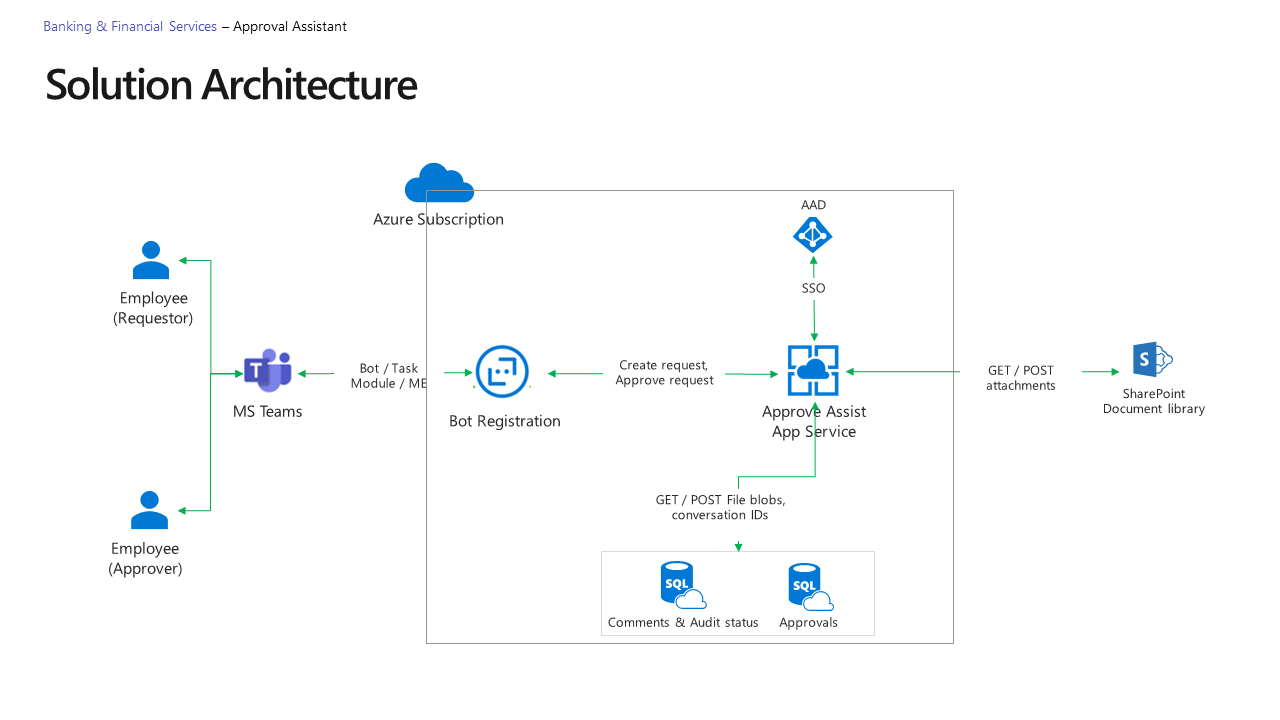 Banking & Financial Services – Approval Assistant
Solution Architecture
Azure Subscription
AAD
SSO
Employee
(Requestor)
T
MS Teams
Bot / Task
Module / ME
Bot Registration
Create request,
Approve request
Approve Assist
App Service
GET / POST
attachments
S
SharePoint
Document library
GET / POST File blobs,
conversation IDs
Employee
(Approver)
SQL
Comments & Audit status
SQL
Approvals